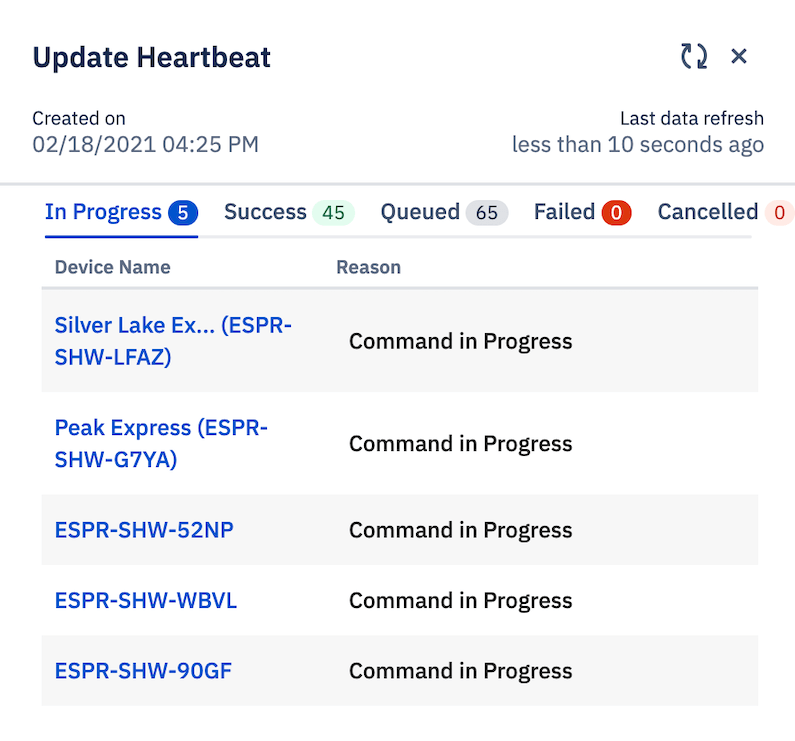 Update Heartbeat
Created on
Last data refresh
02/18/2021 04:25 PM
less than 10 seconds ago
In Progress 5 Success 45 Queued 65 Failed 0 Cancelled 0
Device Name Reason
Silver Lake Ex... (ESPR-
SHW-LFAZ)
Command in Progress
Peak Express (ESPR-
SHW-G7YA)
Command in Progress
ESPR-SHW-52NP Command in Progress
ESPR-SHW-WBVL Command in Progress
ESPR-SHW-90GF Command in Progress